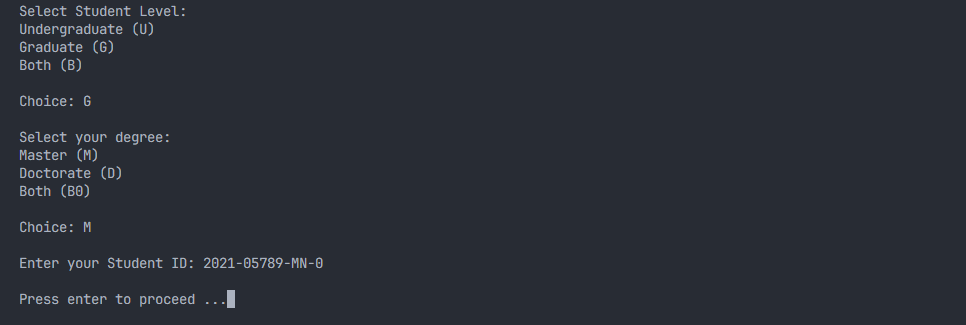 Select Student Level:
Undergraduate (U)
Graduate (G)
Both (B)
Choice: G
Select your degree:
Master (M)
Doctorate (D)
Both (B0)
Choice: M
Enter your Student ID: 2021-05789-MN-0
Press enter to proceed ...